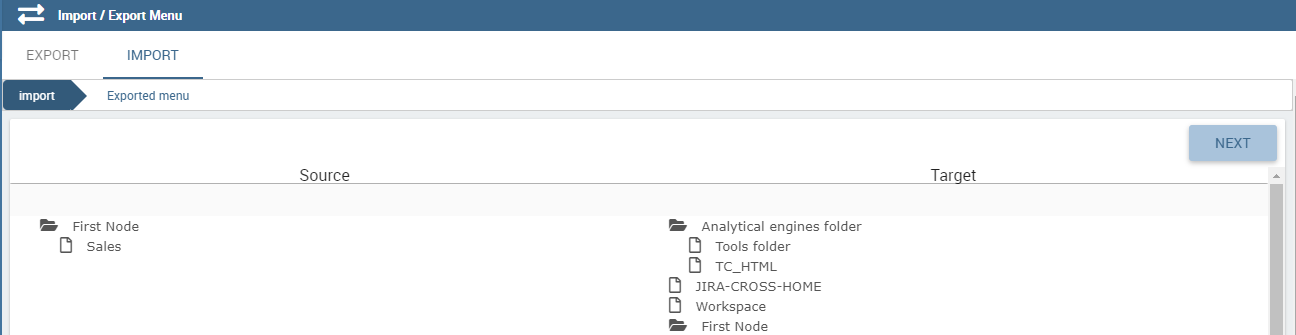 Import / Export Menu
EXPORT IMPORT
import Exported menu
NEXT
Source Target
First Node
Sales
Analytical engines folder
Tools folder
TC_HTML
JIRA-CROSS-HOME
Workspace
First Node